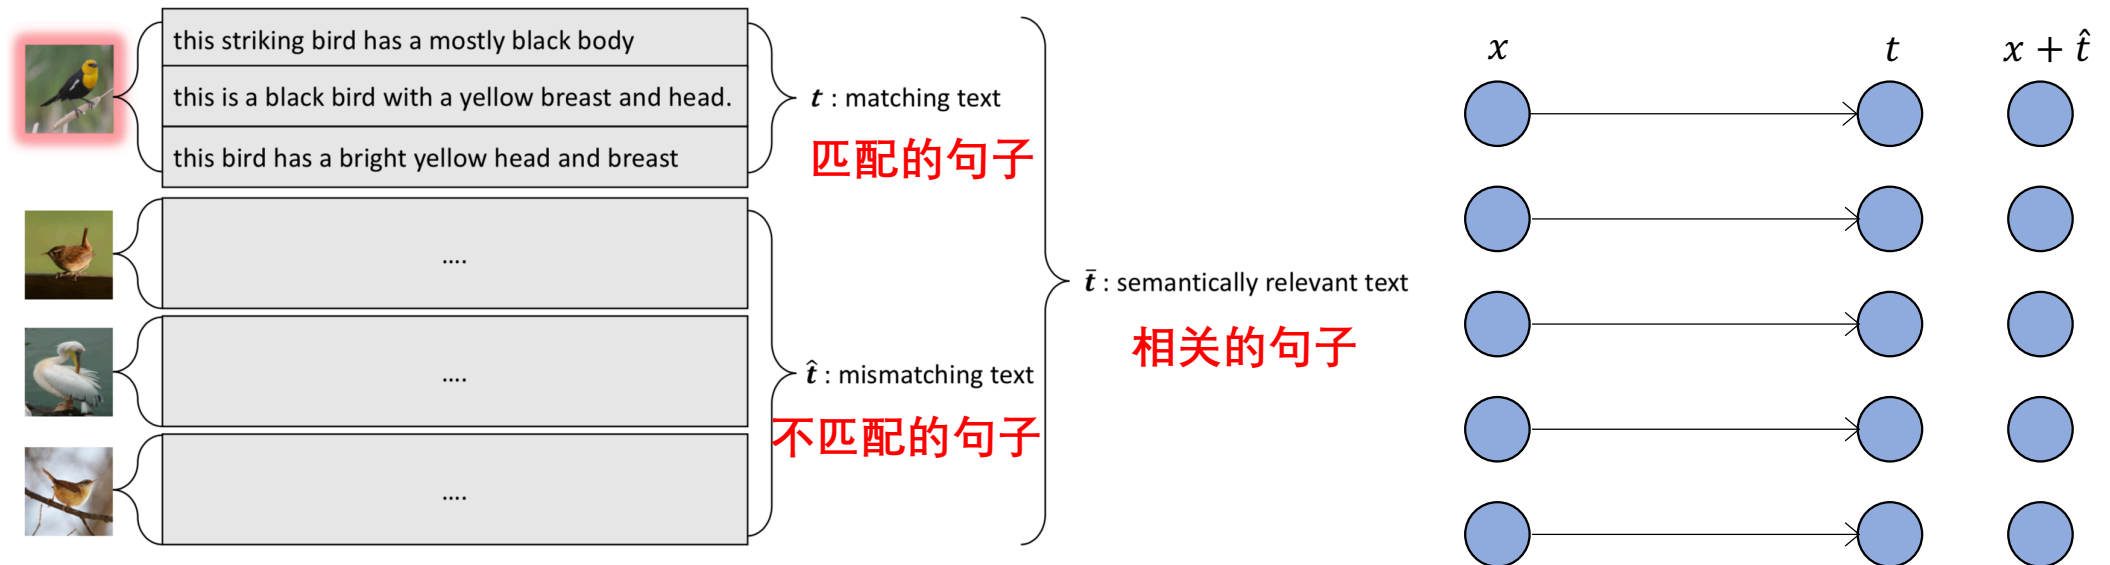 this striking bird has a mostly black body
this is a black bird with a yellow breast and head.
this bird has a bright yellow head and breast
t : matching text
匹配的句子
....
....
....
t̂ : mismatching text
不匹配的句子
t̄ : semantically relevant text
相关的句子
x
t
x + t̂